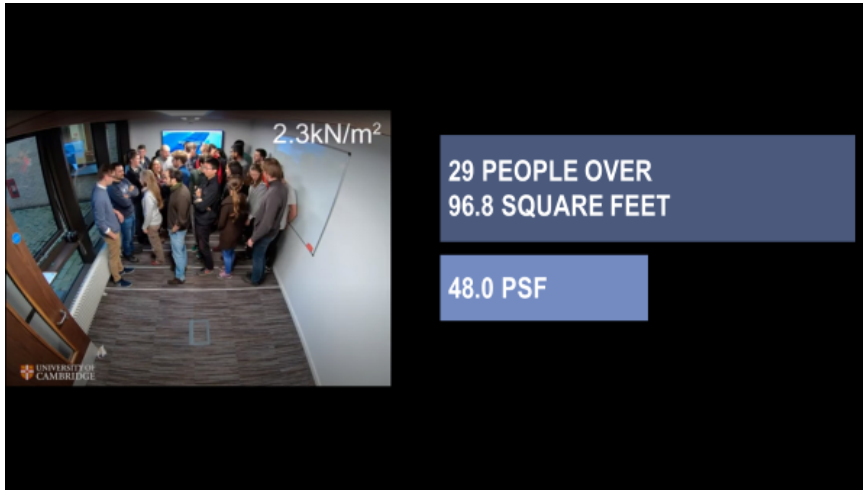 2.3kN/m²
29 PEOPLE OVER
96.8 SQUARE FEET
48.0 PSF
UNIVERSITY OF
CAMBRIDGE